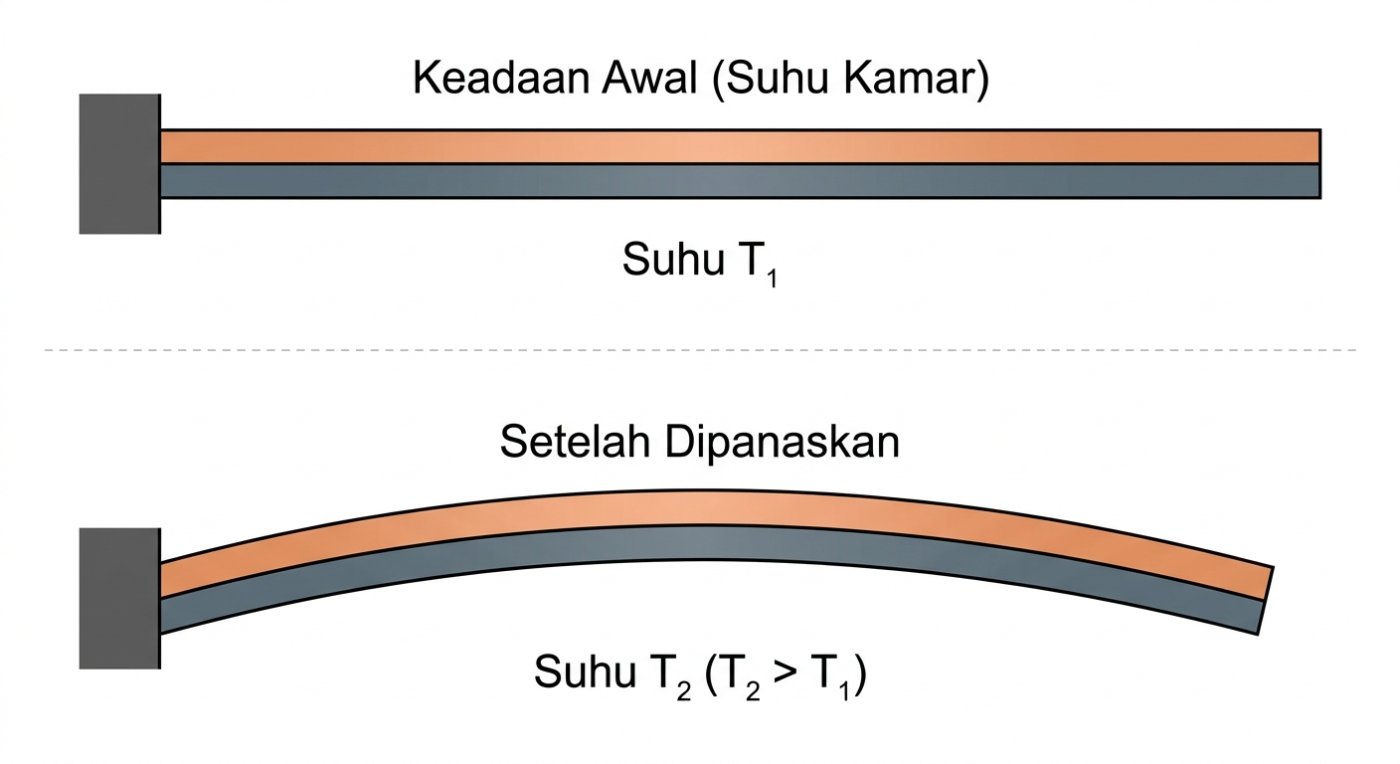 Keadaan Awal (Suhu Kamar)
Suhu T₁
Setelah Dipanaskan
Suhu T₂ (T₂ > T₁)